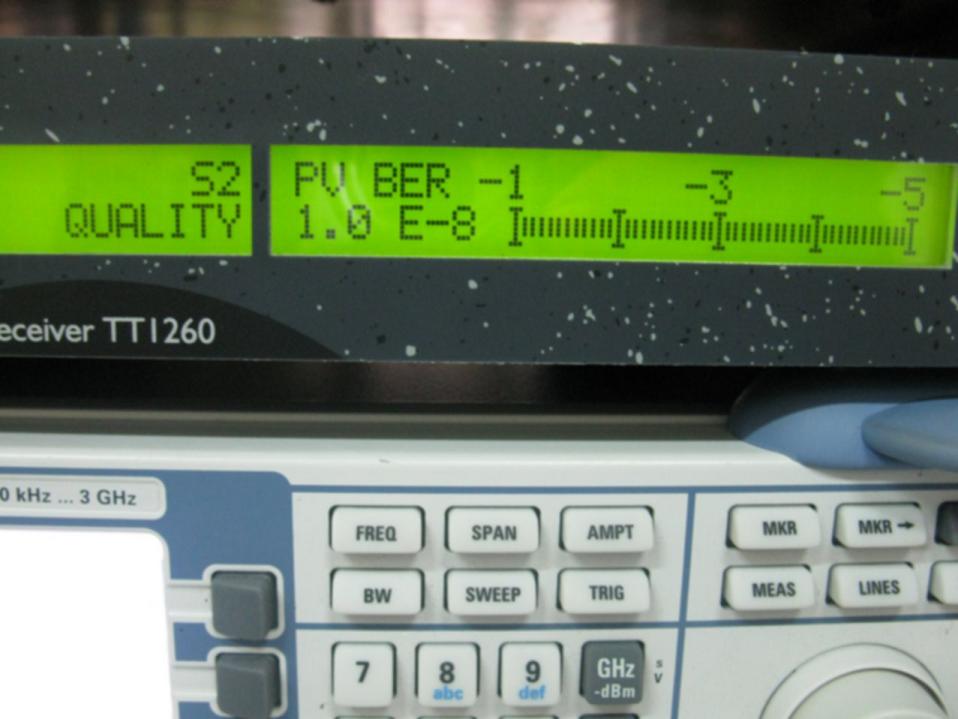 S2
QUALITY
PV BER -1 -3 -5
1.0 E-8
eceiver TT1260
0 kHz ... 3 GHz
FREQ SPAN AMPT
MKR MKR→
BW SWEEP TRIG
MEAS LINES
7 8 abc 9 def GHz -dBm
s
v